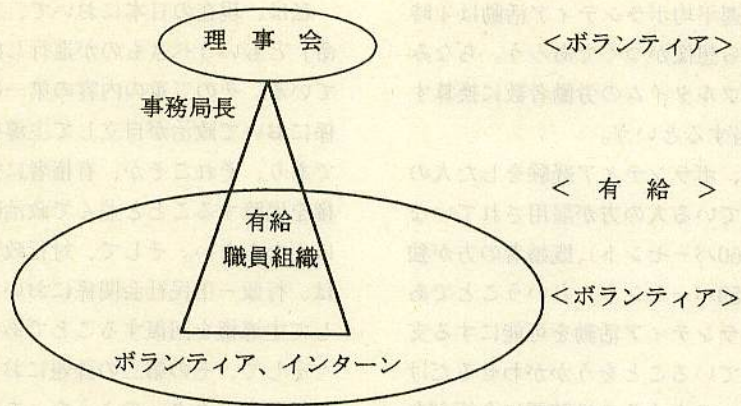 理事会
<ボランティア>
事務局長
< 有 給 >
有給
職員組織
<ボランティア>
ボランティア、インターン